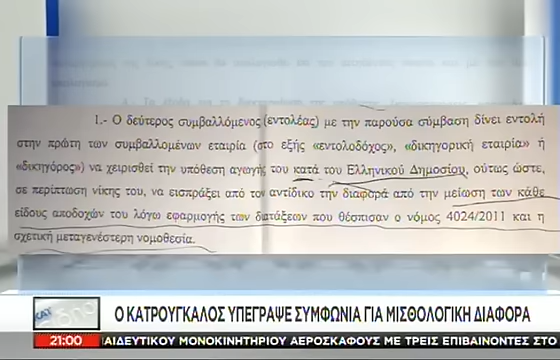 1.- Ο δεύτερος συμβαλλόμενος (εντολέας) με την παρούσα σύμβαση δίνει εντολή
στην πρώτη των συμβαλλομένων εταιρία (στο εξής «εντολοδόχος», «δικηγορική εταιρία» ή
«δικηγόρος») να χειρισθεί την υπόθεση αγωγής του κατά του Ελληνικού Δημοσίου, ούτως ώστε,
σε περίπτωση νίκης του, να εισπράξει από τον αντίδικο την διαφορά από την μείωση των κάθε
είδους αποδοχών του λόγω εφαρμογής των διατάξεων που θέσπισαν ο νόμος 4024/2011 και η
σχετική μεταγενέστερη νομοθεσία.
Ο ΚΑΤΡΟΥΓΚΑΛΟΣ ΥΠΕΓΡΑΨΕ ΣΥΜΦΩΝΙΑ ΓΙΑ ΜΙΣΘΟΛΟΓΙΚΗ ΔΙΑΦΟΡΑ
21:00 ΑΙΔΕΥΤΙΚΟΥ ΜΟΝΟΚΙΝΗΤΗΡΙΟΥ ΑΕΡΟΣΚΑΦΟΥΣ ΜΕ ΤΡΕΙΣ ΕΠΙΒΑΙΝΟΝΤΕΣ ΣΤΟ